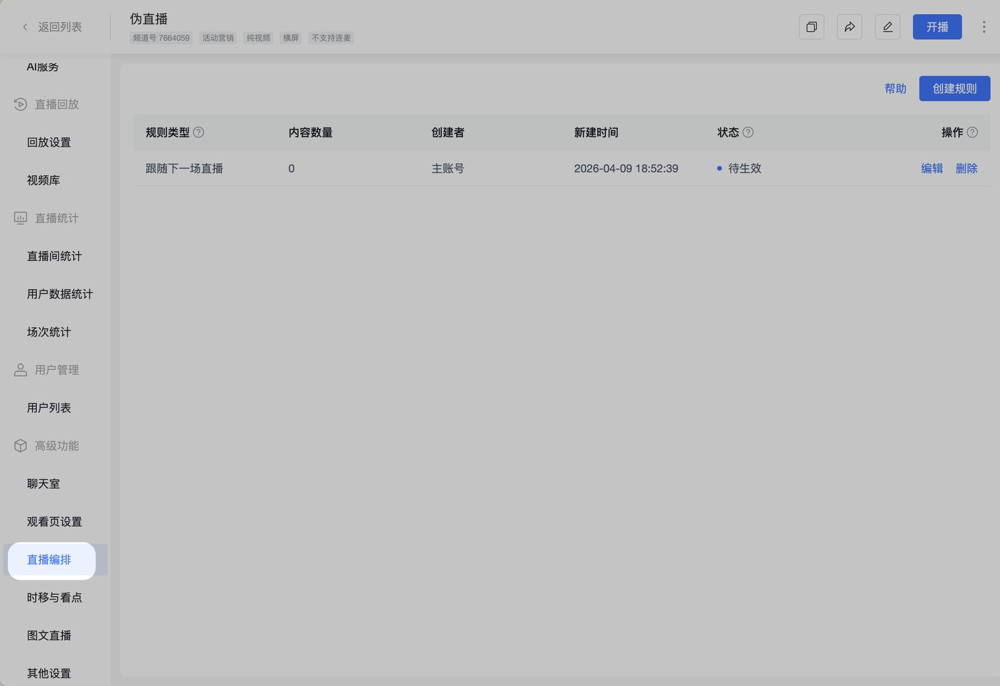 返回列表
伪直播
频道号 7664059 活动营销 纯视频 横屏 不支持连麦
开播
AI服务
直播回放
回放设置
视频库
直播统计
直播间统计
用户数据统计
场次统计
用户管理
用户列表
高级功能
聊天室
观看页设置
直播编排
时移与看点
图文直播
其他设置
帮助 创建规则
规则类型 内容数量 创建者 新建时间 状态 操作
跟随下一场直播 0 主账号 2026-04-09 18:52:39 待生效 编辑 删除